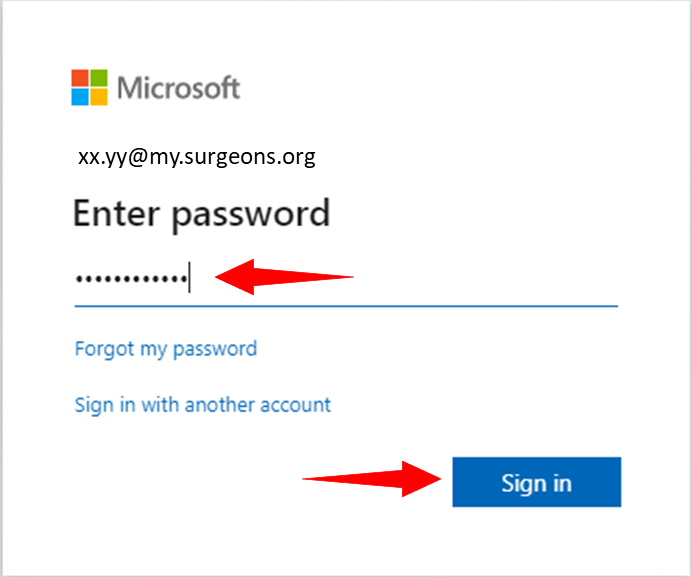 Microsoft
xx.yy@my.surgeons.org
Enter password
••••••••••••
Forgot my password
Sign in with another account
Sign in